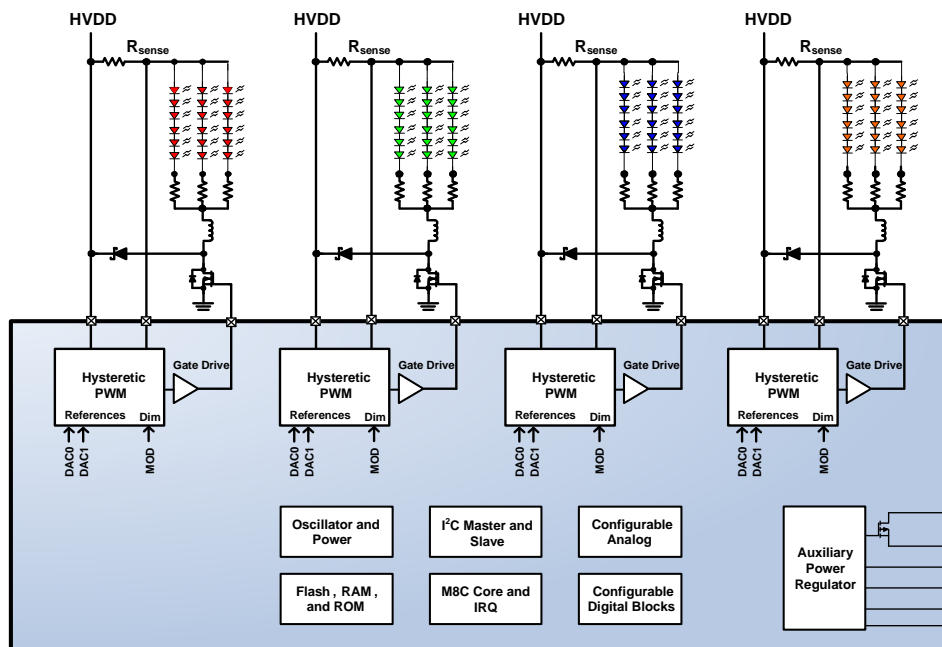 HVDD
HVDD
HVDD
HVDD
Rsense
Rsense
Rsense
Rsense
Hysteretic
PWM
References Dim
Gate Drive
DAC0
DAC1
MOD
Hysteretic
PWM
References Dim
Gate Drive
DAC0
DAC1
MOD
Hysteretic
PWM
References Dim
Gate Drive
DAC0
DAC1
MOD
Hysteretic
PWM
References Dim
Gate Drive
DAC0
DAC1
MOD
Oscillator and
Power
I2C Master and
Slave
Configurable
Analog
Flash , RAM ,
and ROM
M8C Core and
IRQ
Configurable
Digital Blocks
Auxiliary
Power
Regulator